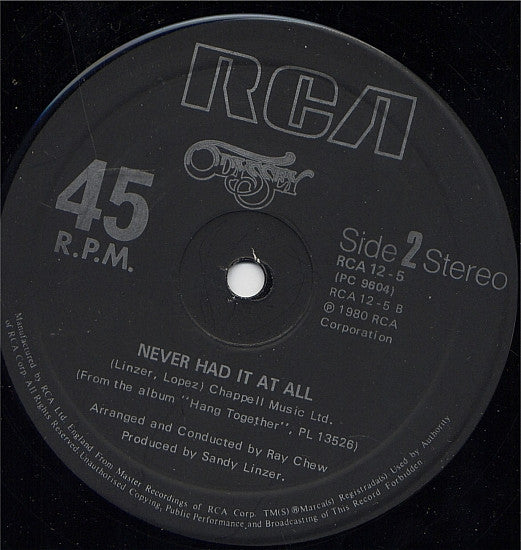 RCA
ODYSSEY
45
R.P.M.
Side 2 Stereo
RCA 12-5
(PC 9604)
RCA 12-5 B
℗ 1980 RCA
Corporation
NEVER HAD IT AT ALL
(Linzer, Lopez) Chappell Music Ltd.
(From the album "Hang Together", PL 13526)
Arranged and Conducted by Ray Chew
Produced by Sandy Linzer.
Manufactured by RCA Ltd., England From Master Recordings of RCA Corp. TM(S)®Marca(s) Registrada(s) Used by Authority
of RCA Corp. All Rights Reserved Unauthorised Copying, Public Performance and Broadcasting of This Record Forbidden